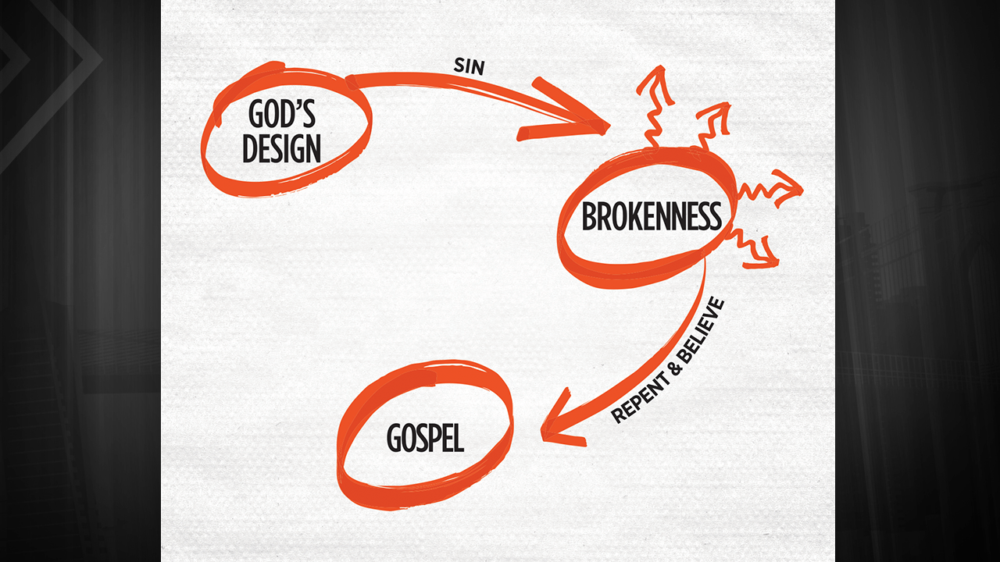 SIN
GOD'S
DESIGN
BROKENNESS
REPENT & BELIEVE
GOSPEL